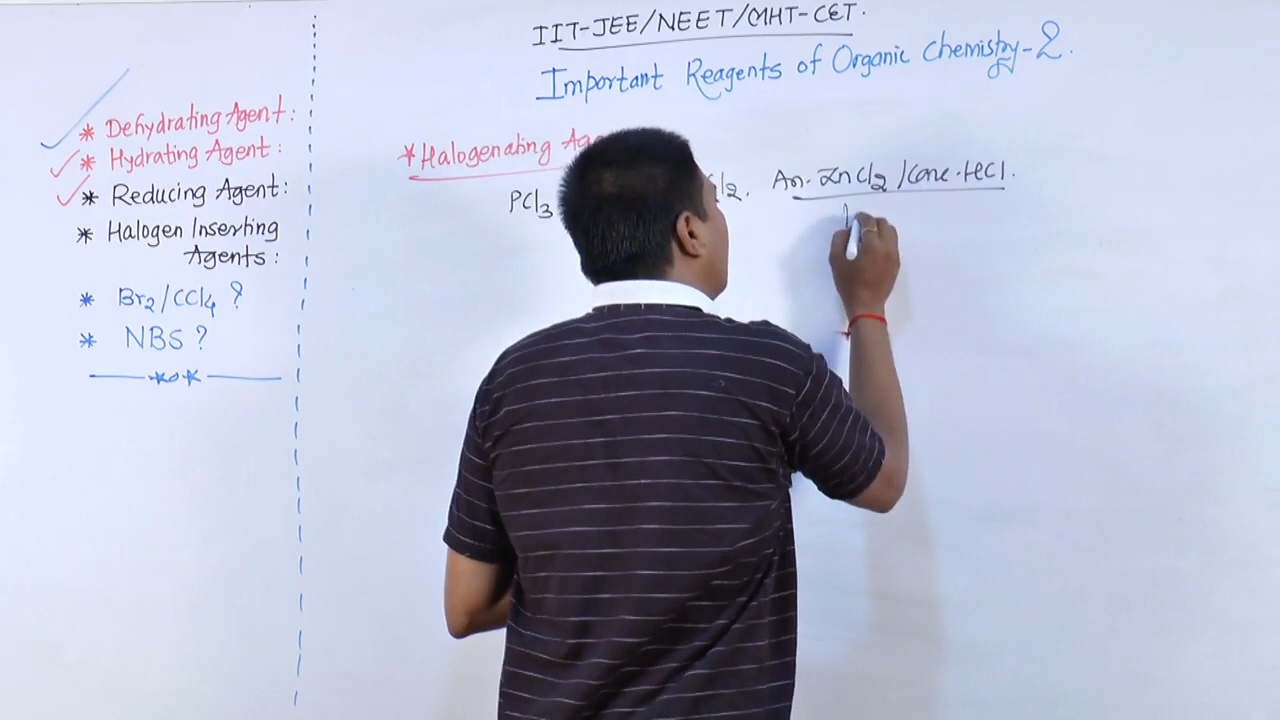 IIT-JEE/NEET/MHT-CET.
Important Reagents of Organic Chemistry-2.
* Dehydrating Agent:
* Hydrating Agent:
* Reducing Agent:
* Halogen Inserting
Agents:
* Br2/CCl4 ?
* NBS ?
* Halogenating
PCl3
An. ZnCl2 /Conc. HCl.